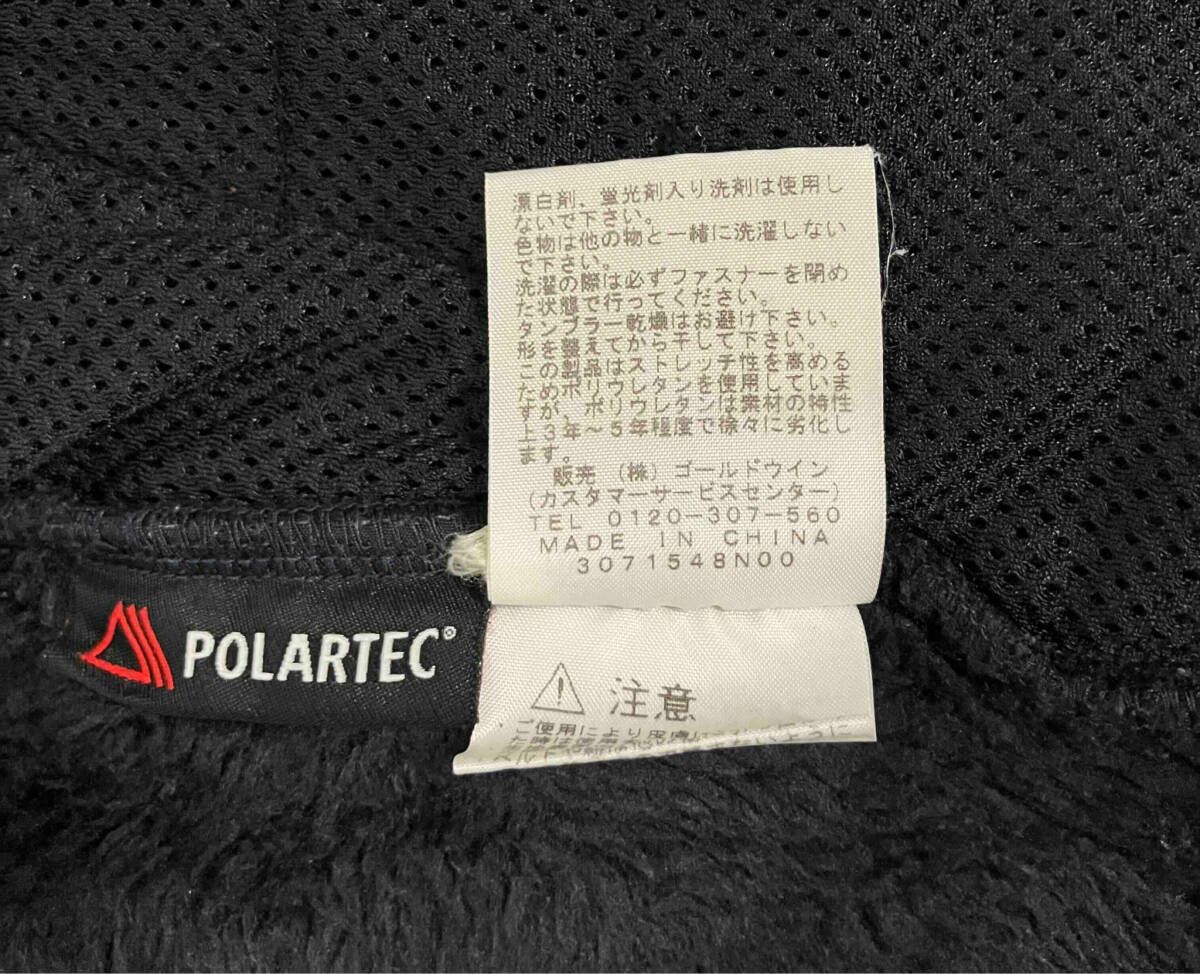 漂白剤、蛍光剤入り洗剤は使用し
ないで下さい。
色物は他の物と一緒に洗濯しない
で下さい。
洗濯の際は必ずファスナーを閉め
た状態で行ってください。
タンブラー乾燥はお避け下さい。
形を整えてから干して下さい。
この製品はストレッチ性を高める
ためポリウレタンを使用していま
すが、ポリウレタンは素材の特性
上3年～5年程度で徐々に劣化し
ます。
販売 (株) ゴールドウイン
(カスタマーサービスセンター)
TEL 0120-307-560
MADE IN CHINA
3071548N00
POLARTEC®
注意
ご使用により皮膚に